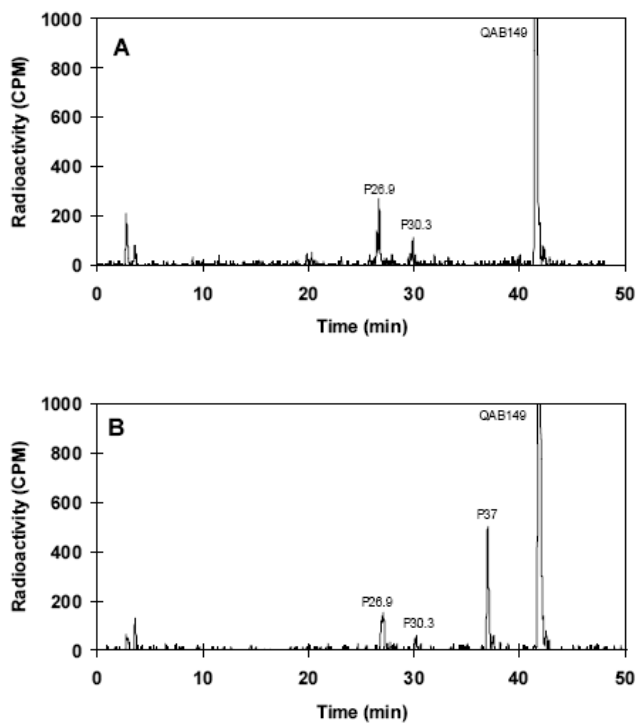 1000
A
QAB149
800
600
400
P26.9
200
P30.3
0
0 10 20 30 40 50
Time (min)
Radioactivity (CPM)
1000
B
QAB149
800
600
P37
400
200
P26.9
P30.3
0
0 10 20 30 40 50
Time (min)
Radioactivity (CPM)